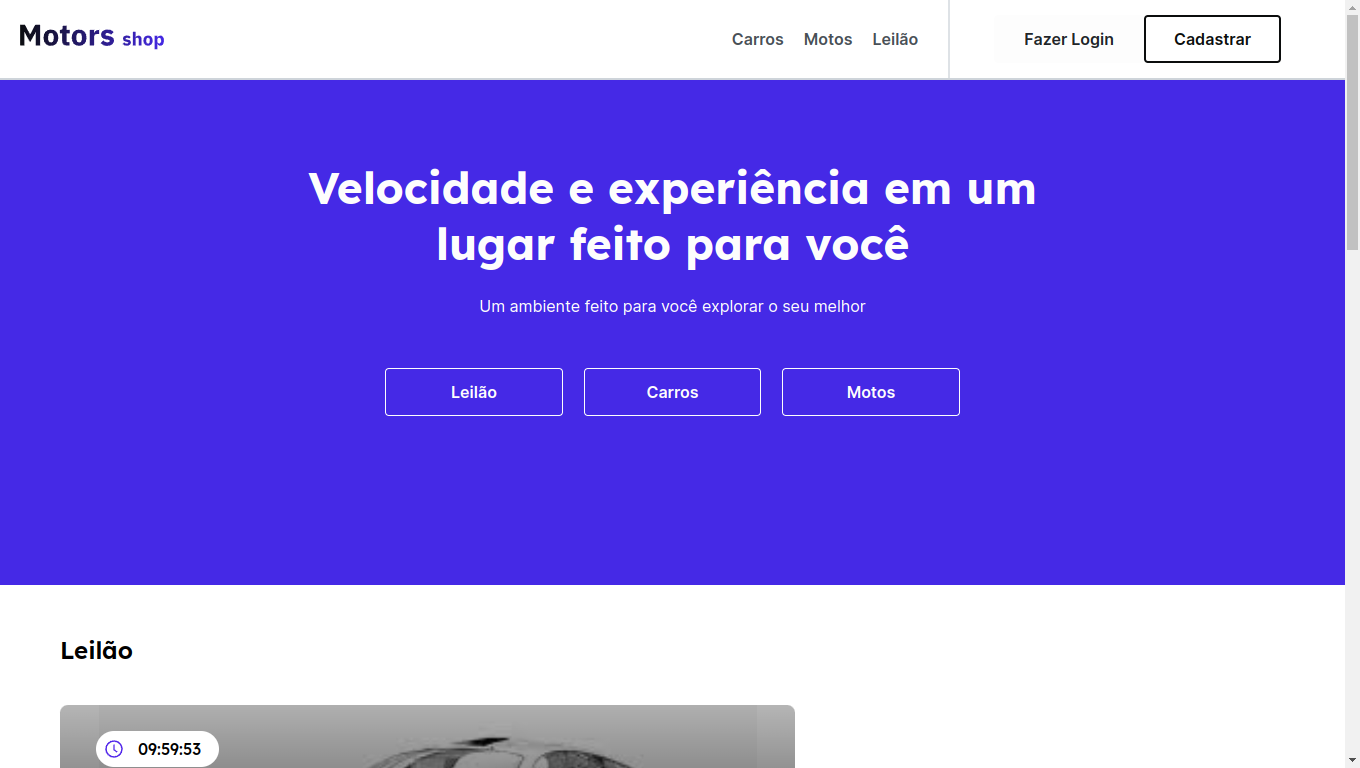 Motors shop
Carros Motos Leilão
Fazer Login
Cadastrar
Velocidade e experiência em um
lugar feito para você
Um ambiente feito para você explorar o seu melhor
Leilão
Carros
Motos
Leilão
09:59:53